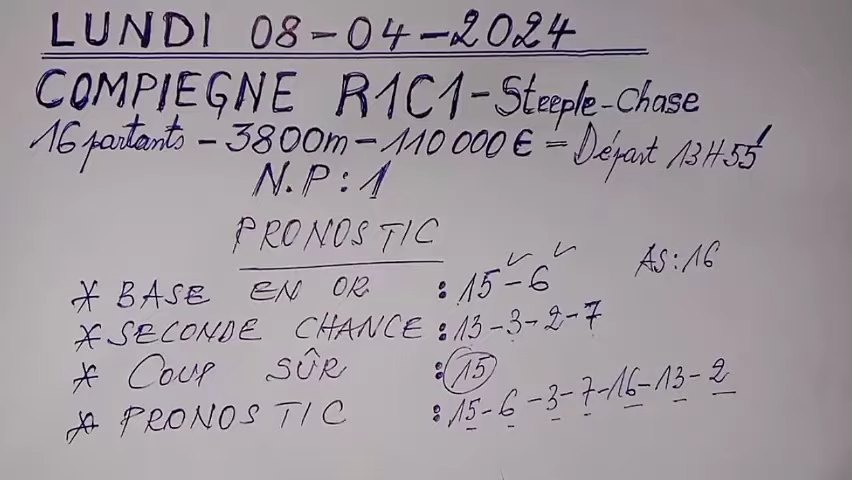 LUNDI 08-04-2024
COMPIEGNE R1C1-Steeple-Chase
16 partants - 3800m - 110 000€ = Départ 13H55'
N.P : 1
PRONOSTIC
AS : 16
* BASE EN OR : 15 - 6
* SECONDE CHANCE : 13 - 3 - 2 - 7
* COUP SÛR : 15
* PRONOSTIC : 15 - 6 - 3 - 7 - 16 - 13 - 2